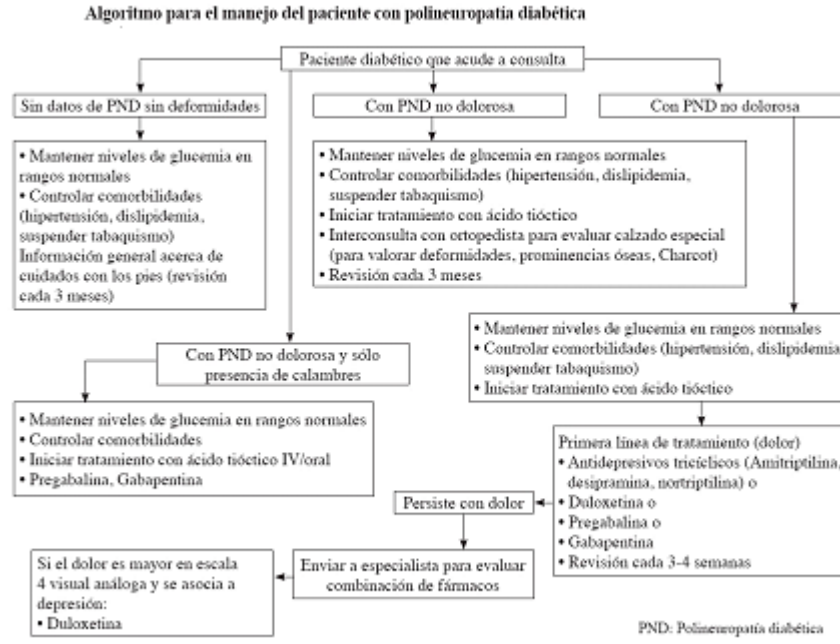 Algoritmo para el manejo del paciente con polineuropatía diabética
Paciente diabético que acude a consulta
Sin datos de PND sin deformidades
Con PND no dolorosa
Con PND no dolorosa
• Mantener niveles de glucemia en
rangos normales
• Controlar comorbilidades
(hipertensión, dislipidemia,
suspender tabaquismo)
Información general acerca de
cuidados con los pies (revisión
cada 3 meses)
• Mantener niveles de glucemia en rangos normales
• Controlar comorbilidades (hipertensión, dislipidemia,
suspender tabaquismo)
• Iniciar tratamiento con ácido tióctico
• Interconsulta con ortopedista para evaluar calzado especial
(para valorar deformidades, prominencias óseas, Charcot)
• Revisión cada 3 meses
• Mantener niveles de glucemia en rangos normales
• Controlar comorbilidades (hipertensión, dislipidemia,
suspender tabaquismo)
• Iniciar tratamiento con ácido tióctico
Con PND no dolorosa y sólo
presencia de calambres
• Mantener niveles de glucemia en rangos normales
• Controlar comorbilidades
• Iniciar tratamiento con ácido tióctico IV/oral
• Pregabalina, Gabapentina
Primera línea de tratamiento (dolor)
• Antidepresivos tricíclicos (Amitriptilina,
desipramina, nortriptilina) o
• Duloxetina o
• Pregabalina o
• Gabapentina
• Revisión cada 3-4 semanas
Persiste con dolor
Enviar a especialista para evaluar
combinación de fármacos
Si el dolor es mayor en escala
4 visual análoga y se asocia a
depresión:
• Duloxetina
PND: Polineuropatía diabética